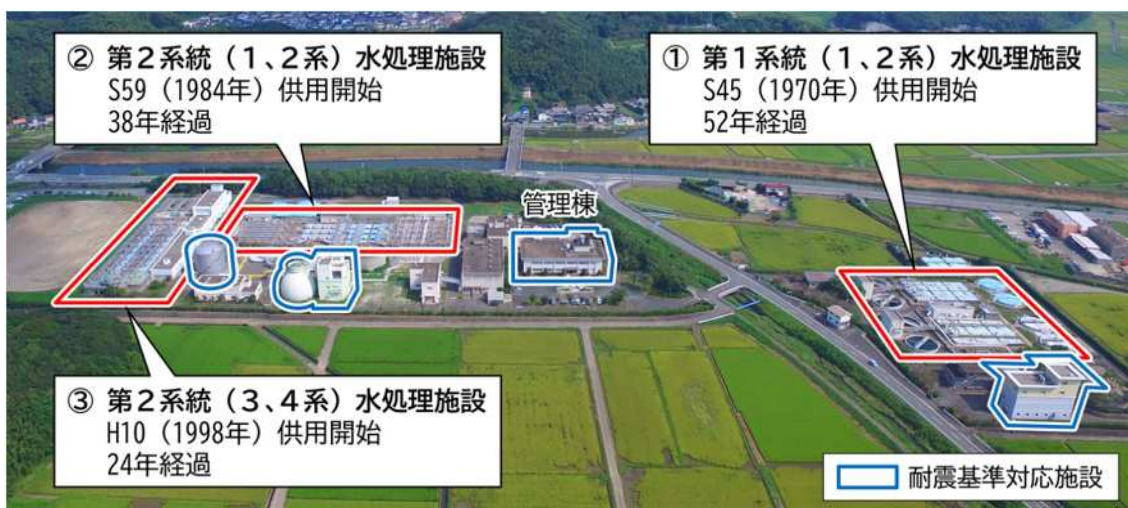 ② 第2系統（1、2系）水処理施設
S59（1984年）供用開始
38年経過
① 第1系統（1、2系）水処理施設
S45（1970年）供用開始
52年経過
管理棟
③ 第2系統（3、4系）水処理施設
H10（1998年）供用開始
24年経過
耐震基準対応施設